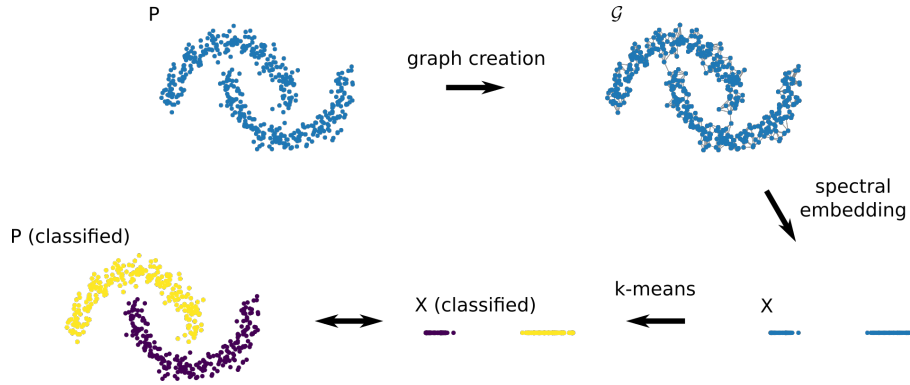 P
𝒢
graph creation
spectral
embedding
P (classified)
X (classified)
k-means
X